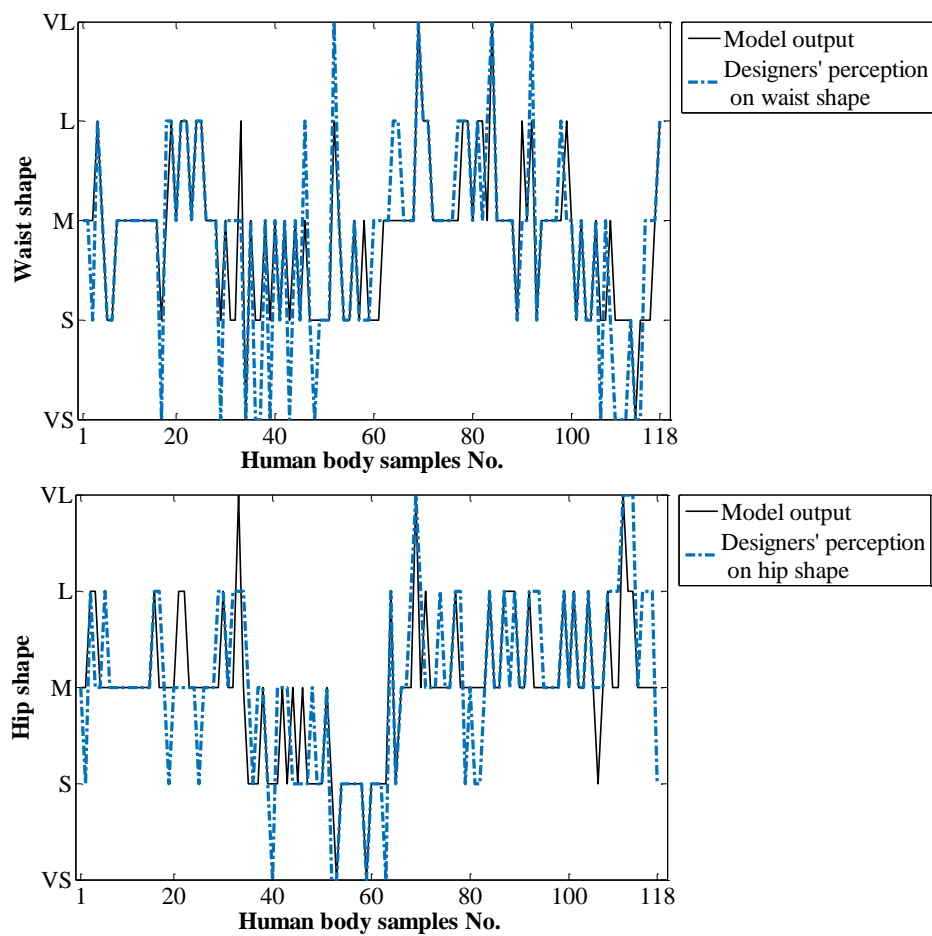 VL
L
M
S
VS
Waist shape
1 20 40 60 80 100 118
Human body samples No.
Model output
Designers' perception
on waist shape
VL
L
M
S
VS
Hip shape
1 20 40 60 80 100 118
Human body samples No.
Model output
Designers' perception
on hip shape